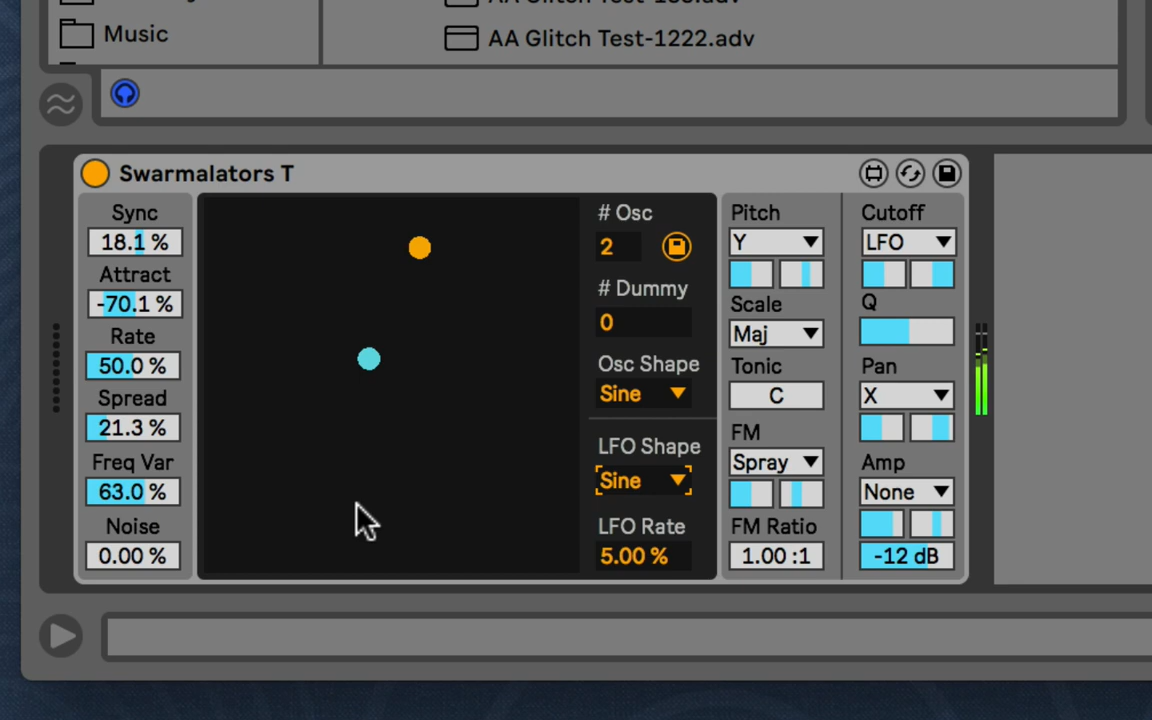 AA Glitch Test-1222.adv
Music
Swarmalators T
Sync
18.1 %
Attract
-70.1 %
Rate
50.0 %
Spread
21.3 %
Freq Var
63.0 %
Noise
0.00 %
# Osc
2
# Dummy
0
Osc Shape
Sine
LFO Shape
Sine
LFO Rate
5.00 %
Pitch
Y
Scale
Maj
Tonic
C
FM
Spray
FM Ratio
1.00 :1
Cutoff
LFO
Q
Pan
X
Amp
None
-12 dB